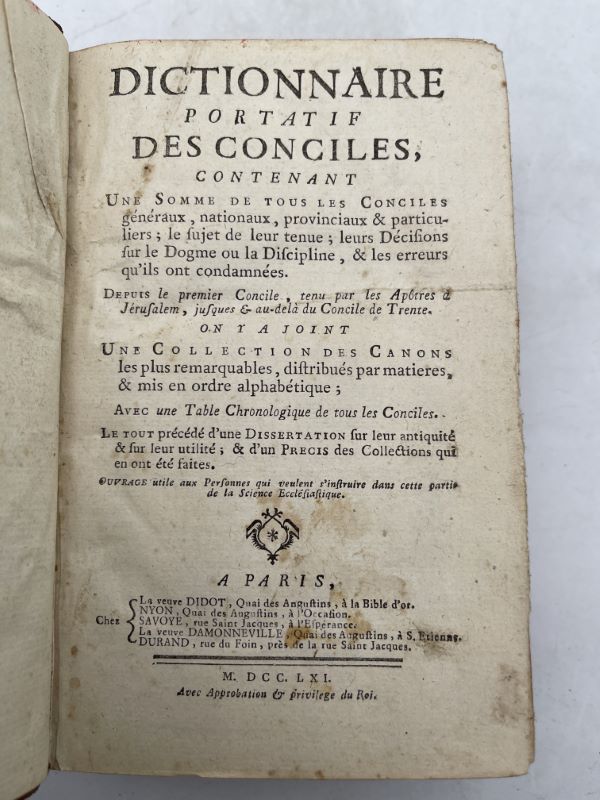 DICTIONNAIRE
PORTATIF
DES CONCILES,
CONTENANT
UNE SOMME DE TOUS LES CONCILES
généraux, nationaux, provinciaux & particu-
liers ; le ſujet de leur tenue ; leurs Déciſions
ſur le Dogme ou la Diſcipline, & les erreurs
qu'ils ont condamnées.
DEPUIS le premier Concile, tenu par les Apôtres à
Jéruſalem, juſques & au-delà du Concile de Trente.
ON Y A JOINT
UNE COLLECTION DES CANONS
les plus remarquables, diſtribués par matieres,
& mis en ordre alphabétique ;
AVEC une Table Chronologique de tous les Conciles.
LE TOUT précédé d'une DISSERTATION ſur leur antiquité
& ſur leur utilité ; & d'un PRECIS des Collections qui
en ont été faites.
OUVRAGE utile aux Perſonnes qui veulent s'inſtruire dans cette partie
de la Science Eccléſiaſtique.
A PARIS,
Chez
La veuve DIDOT, Quai des Auguſtins, à la Bible d'or.
NYON, Quai des Auguſtins, à l'Occaſion.
SAVOYE, rue Saint Jacques, à l'Eſpérance.
La veuve DAMONNEVILLE, Quai des Auguſtins, à S. Etienne.
DURAND, rue du Foin, près de la rue Saint Jacques.
M. DCC. LXI.
Avec Approbation & privilege du Roi.